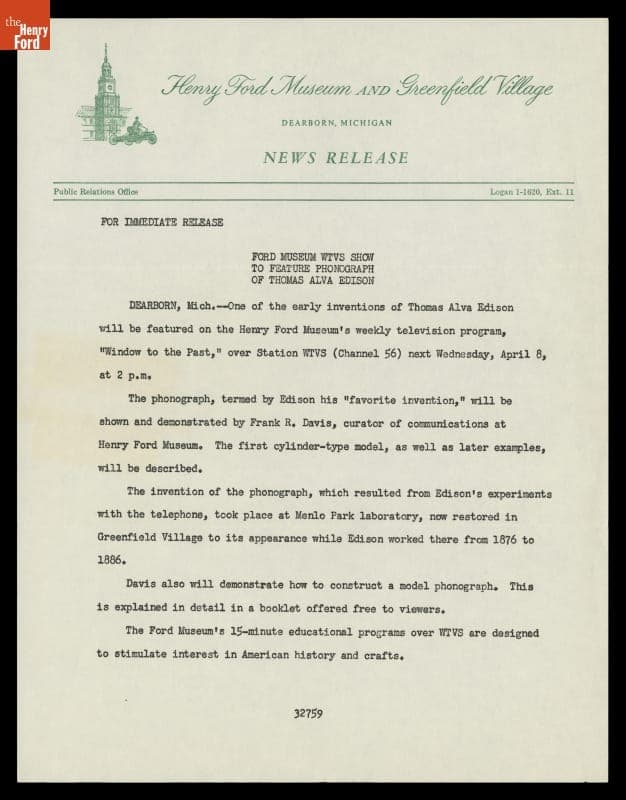 the
Henry
Ford
Henry Ford Museum AND Greenfield Village
DEARBORN, MICHIGAN
NEWS RELEASE
Public Relations Office Logan 1-1620, Ext. 11
FOR IMMEDIATE RELEASE
FORD MUSEUM WTVS SHOW
TO FEATURE PHONOGRAPH
OF THOMAS ALVA EDISON
DEARBORN, Mich.--One of the early inventions of Thomas Alva Edison
will be featured on the Henry Ford Museum's weekly television program,
"Window to the Past," over Station WTVS (Channel 56) next Wednesday, April 8,
at 2 p.m.
The phonograph, termed by Edison his "favorite invention," will be
shown and demonstrated by Frank R. Davis, curator of communications at
Henry Ford Museum. The first cylinder-type model, as well as later examples,
will be described.
The invention of the phonograph, which resulted from Edison's experiments
with the telephone, took place at Menlo Park laboratory, now restored in
Greenfield Village to its appearance while Edison worked there from 1876 to
1886.
Davis also will demonstrate how to construct a model phonograph. This
is explained in detail in a booklet offered free to viewers.
The Ford Museum's 15-minute educational programs over WTVS are designed
to stimulate interest in American history and crafts.
32759